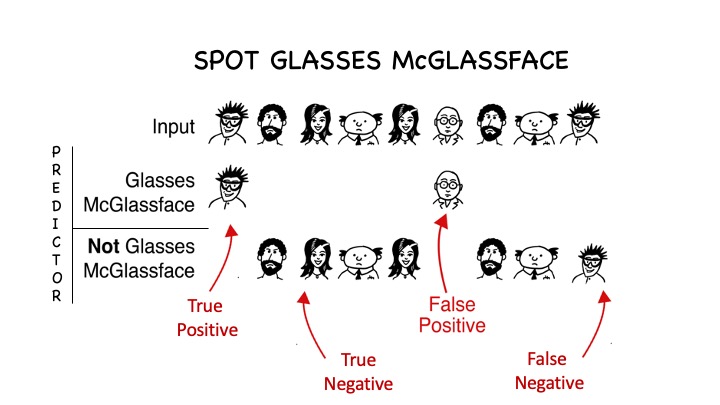 SPOT GLASSES McGLASSFACE
Input
PREDICTOR
Glasses
McGlassface
Not Glasses
McGlassface
True
Positive
False
Positive
True
Negative
False
Negative